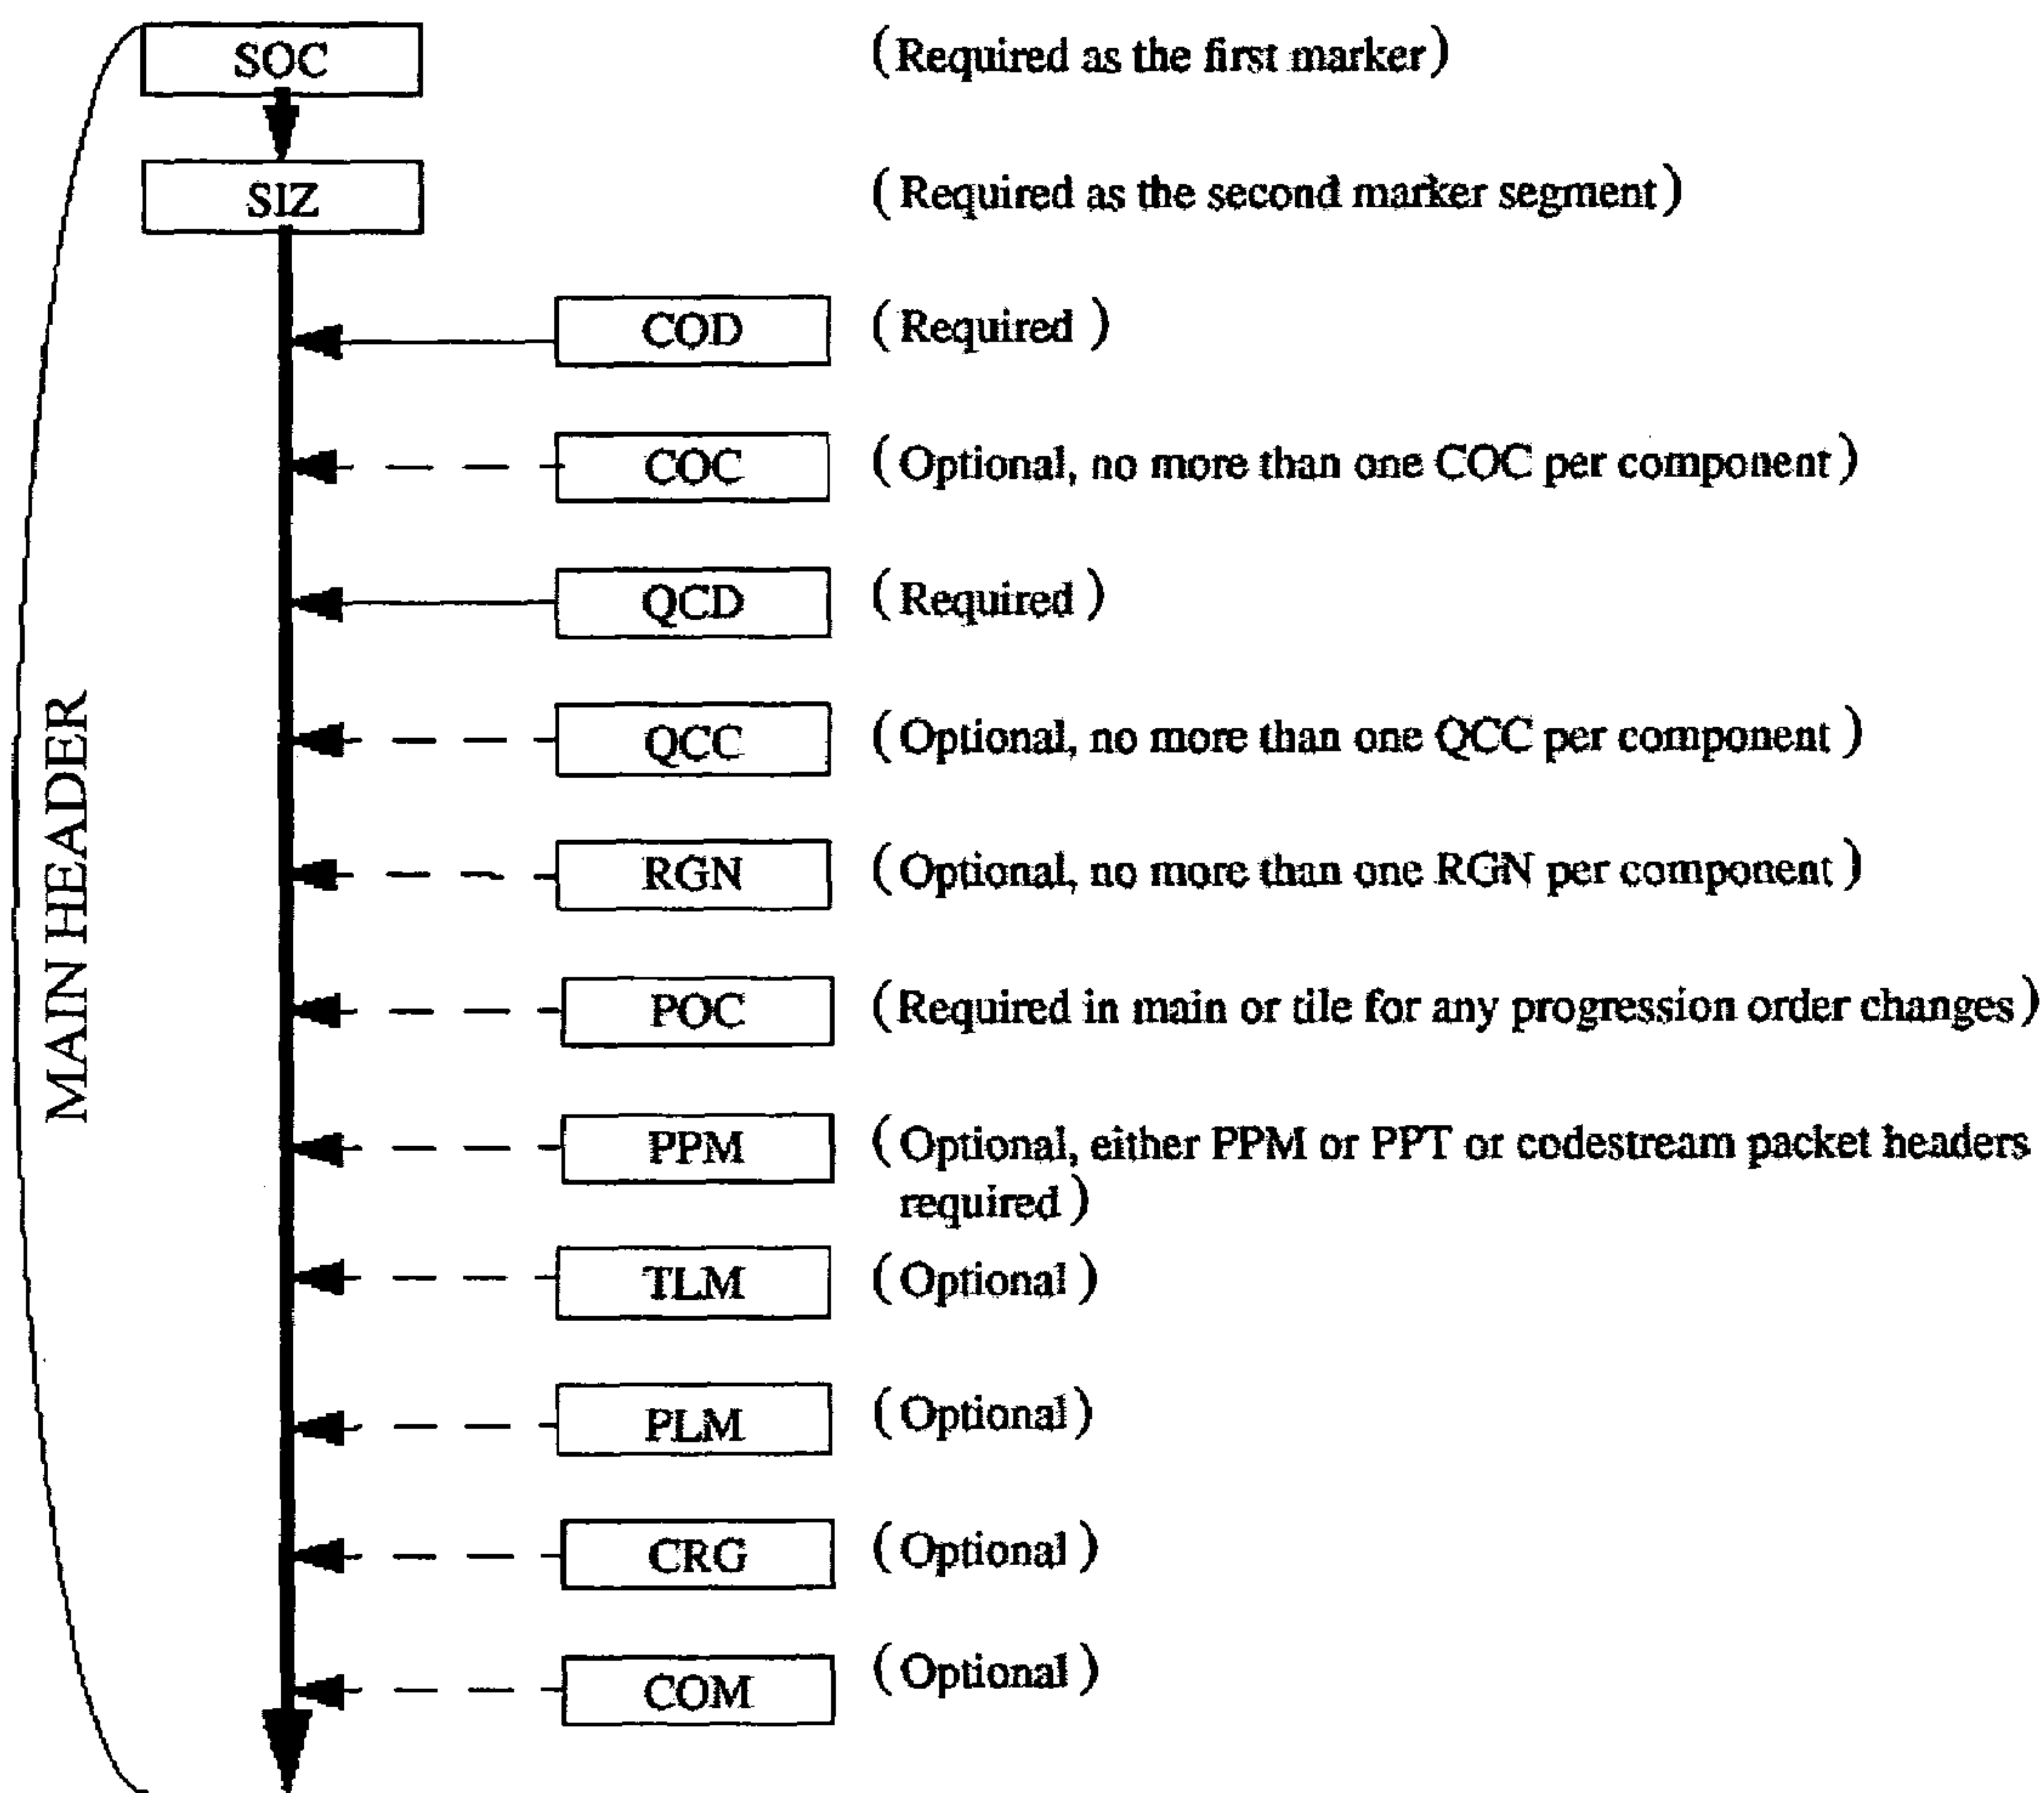 SOC (Required as the first marker)
SIZ (Required as the second marker segment)
COD (Required)
COC (Optional, no more than one COC per component)
QCD (Required)
QCC (Optional, no more than one QCC per component)
RGN (Optional, no more than one RGN per component)
POC (Required in main or tile for any progression order changes)
PPM (Optional, either PPM or PPT or codestream packet headers
required)
TLM (Optional)
PLM (Optional)
CRG (Optional)
COM (Optional)
MAIN HEADER